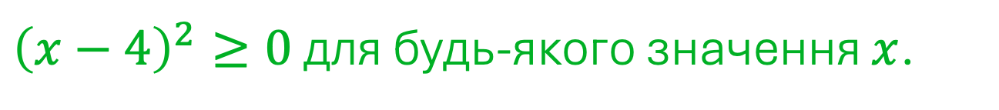 (x − 4)² ≥ 0 для будь-якого значення x.